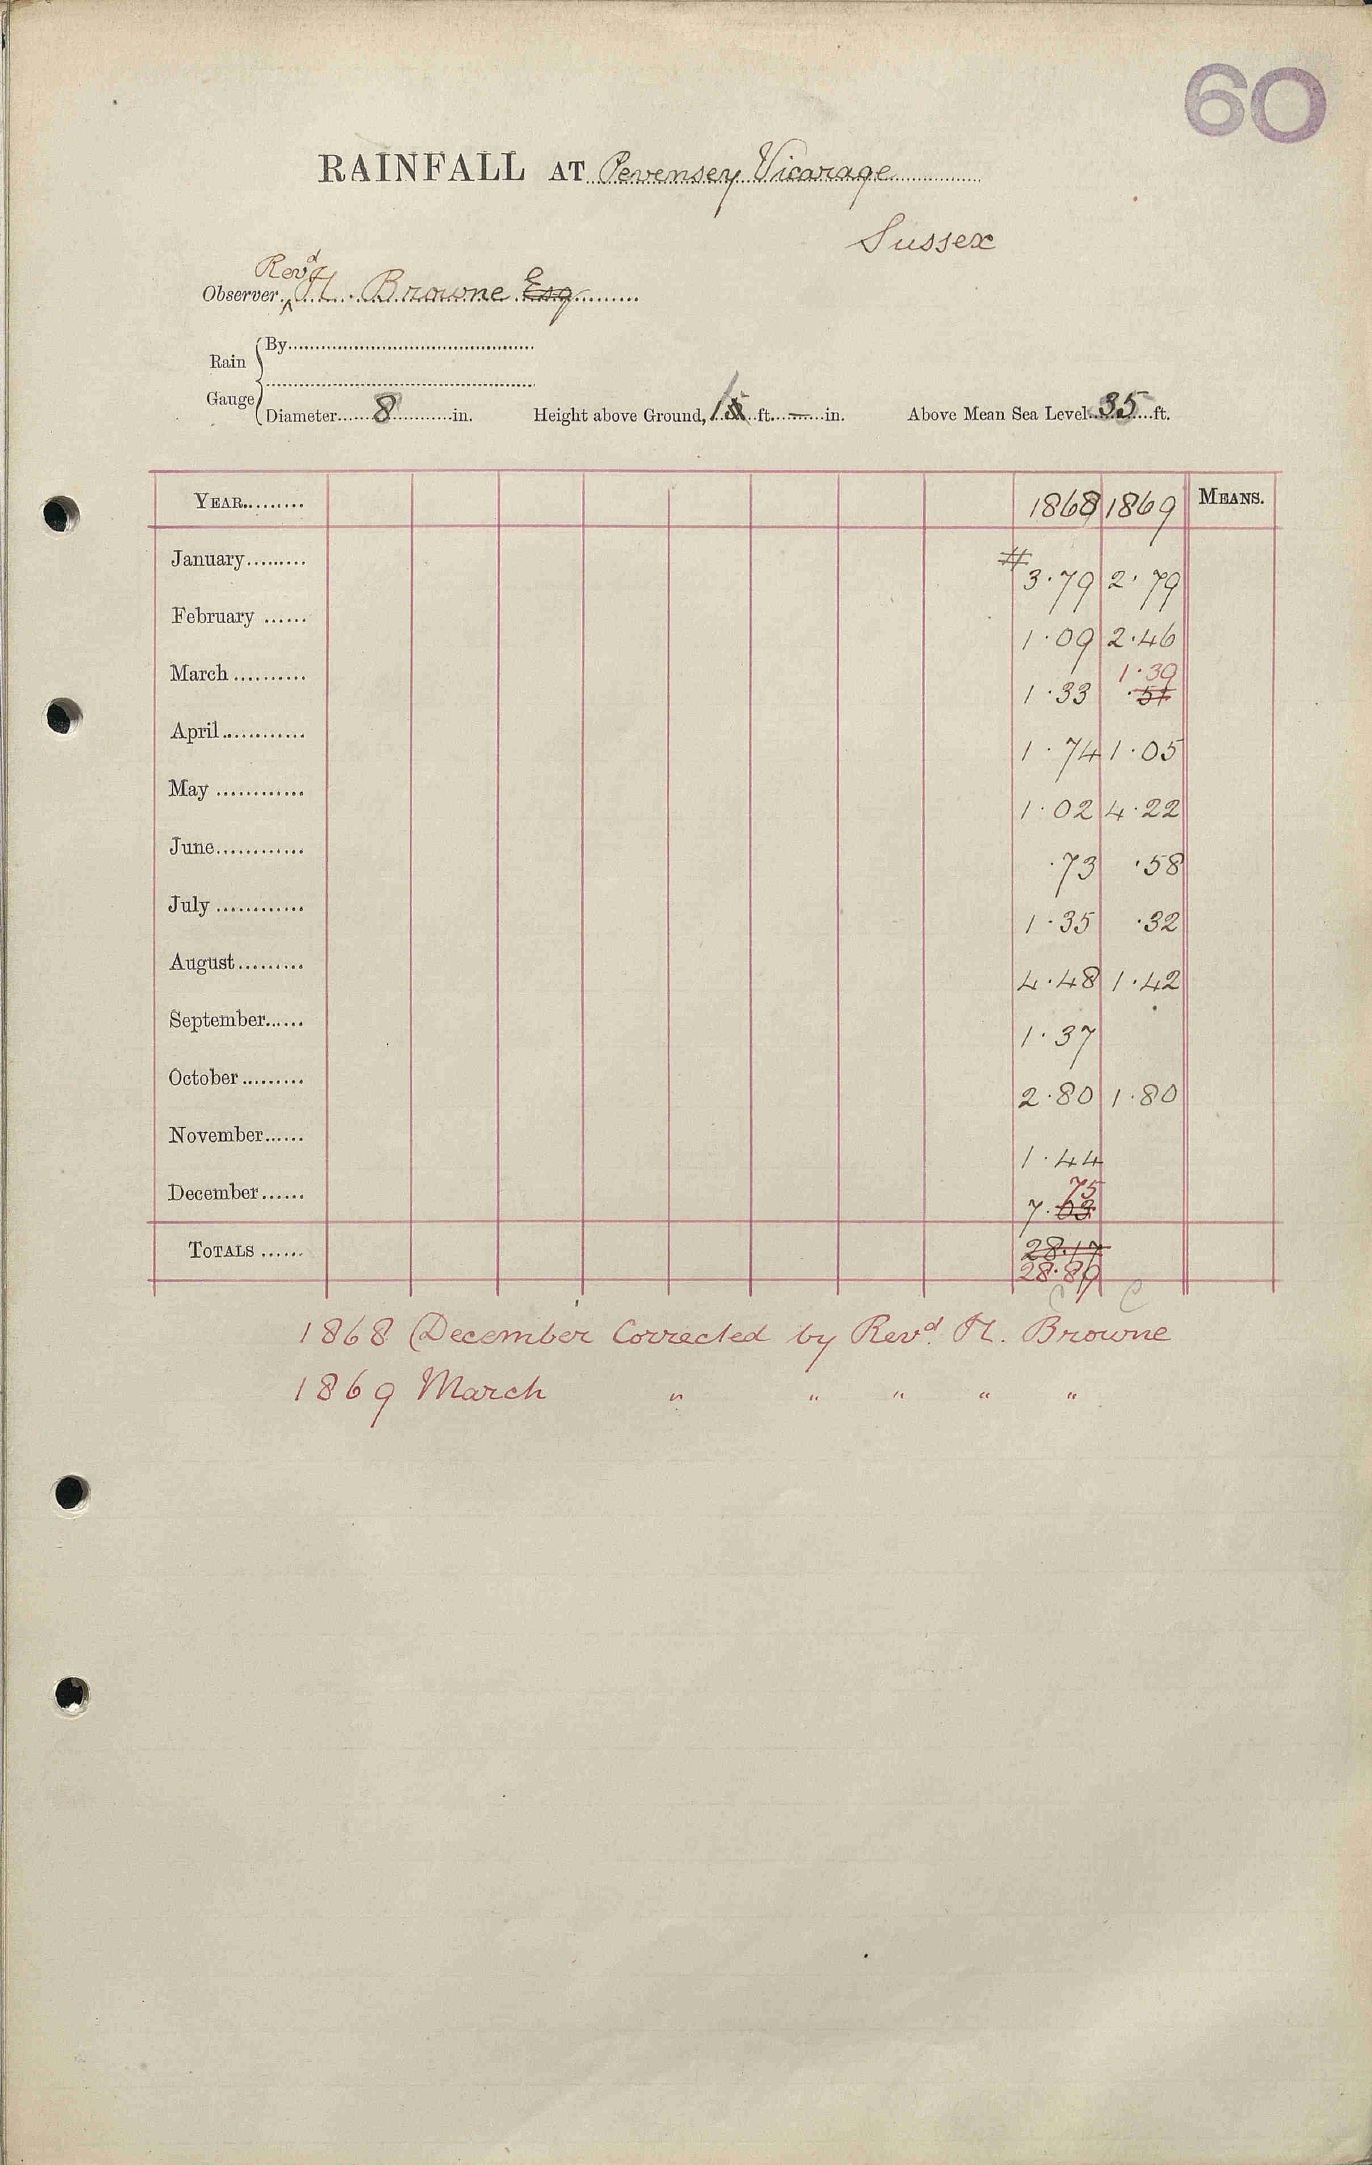 60
RAINFALL AT Pevensey Vicarage
Sussex
Revd
Observer H. Browne Esq
Rain Gauge
By
Diameter 8 in. Height above Ground, 1 ft. — in. Above Mean Sea Level 35 ft.
YEAR 1868 1869 MEANS.
January # 3.79 2.79
February 1.09 2.46
March 1.39
1.33 .51
April 1.74 1.05
May 1.02 4.22
June .73 .58
July 1.35 .32
August 4.48 1.42
September 1.37
October 2.80 1.80
November 1.44
December 75
7.03
TOTALS 28.17
28.89
C C
1868 December Corrected by Revd. H. Browne
1869 March " " " " "